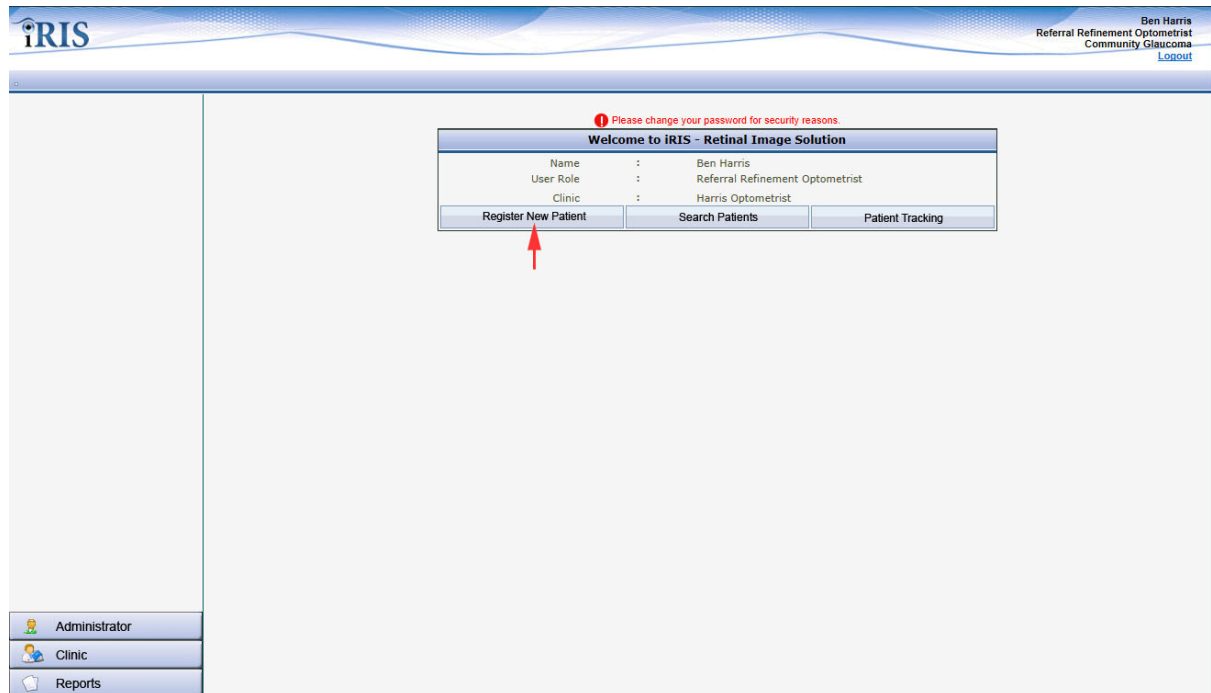 iRIS
Ben Harris
Referral Refinement Optometrist
Community Glaucoma
Logout
Please change your password for security reasons.
Welcome to iRIS - Retinal Image Solution
Name : Ben Harris
User Role : Referral Refinement Optometrist
Clinic : Harris Optometrist
Register New Patient Search Patients Patient Tracking
Administrator
Clinic
Reports